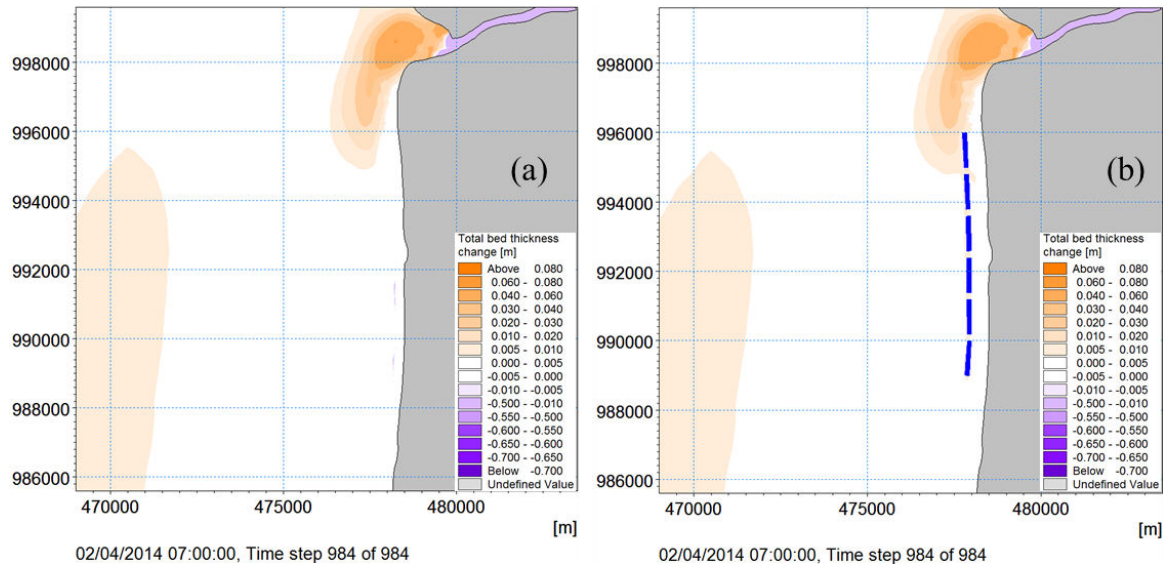 998000
996000
994000
992000
990000
988000
986000
470000
475000
480000
[m]
(a)
Total bed thickness
change [m]
Above 0.080
0.060 - 0.080
0.040 - 0.060
0.030 - 0.040
0.020 - 0.030
0.010 - 0.020
0.005 - 0.010
0.000 - 0.005
-0.005 - 0.000
-0.010 - -0.005
-0.500 - -0.010
-0.550 - -0.500
-0.600 - -0.550
-0.650 - -0.600
-0.700 - -0.650
Below -0.700
Undefined Value
02/04/2014 07:00:00, Time step 984 of 984
998000
996000
994000
992000
990000
988000
986000
470000
475000
480000
[m]
(b)
Total bed thickness
change [m]
Above 0.080
0.060 - 0.080
0.040 - 0.060
0.030 - 0.040
0.020 - 0.030
0.010 - 0.020
0.005 - 0.010
0.000 - 0.005
-0.005 - 0.000
-0.010 - -0.005
-0.500 - -0.010
-0.550 - -0.500
-0.600 - -0.550
-0.650 - -0.600
-0.700 - -0.650
Below -0.700
Undefined Value
02/04/2014 07:00:00, Time step 984 of 984